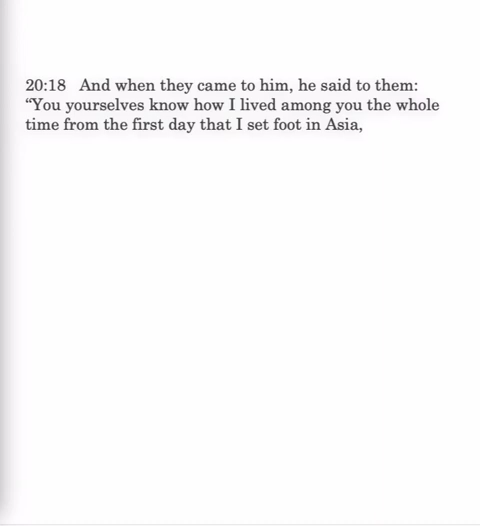 20:18 And when they came to him, he said to them:
“You yourselves know how I lived among you the whole
time from the first day that I set foot in Asia,